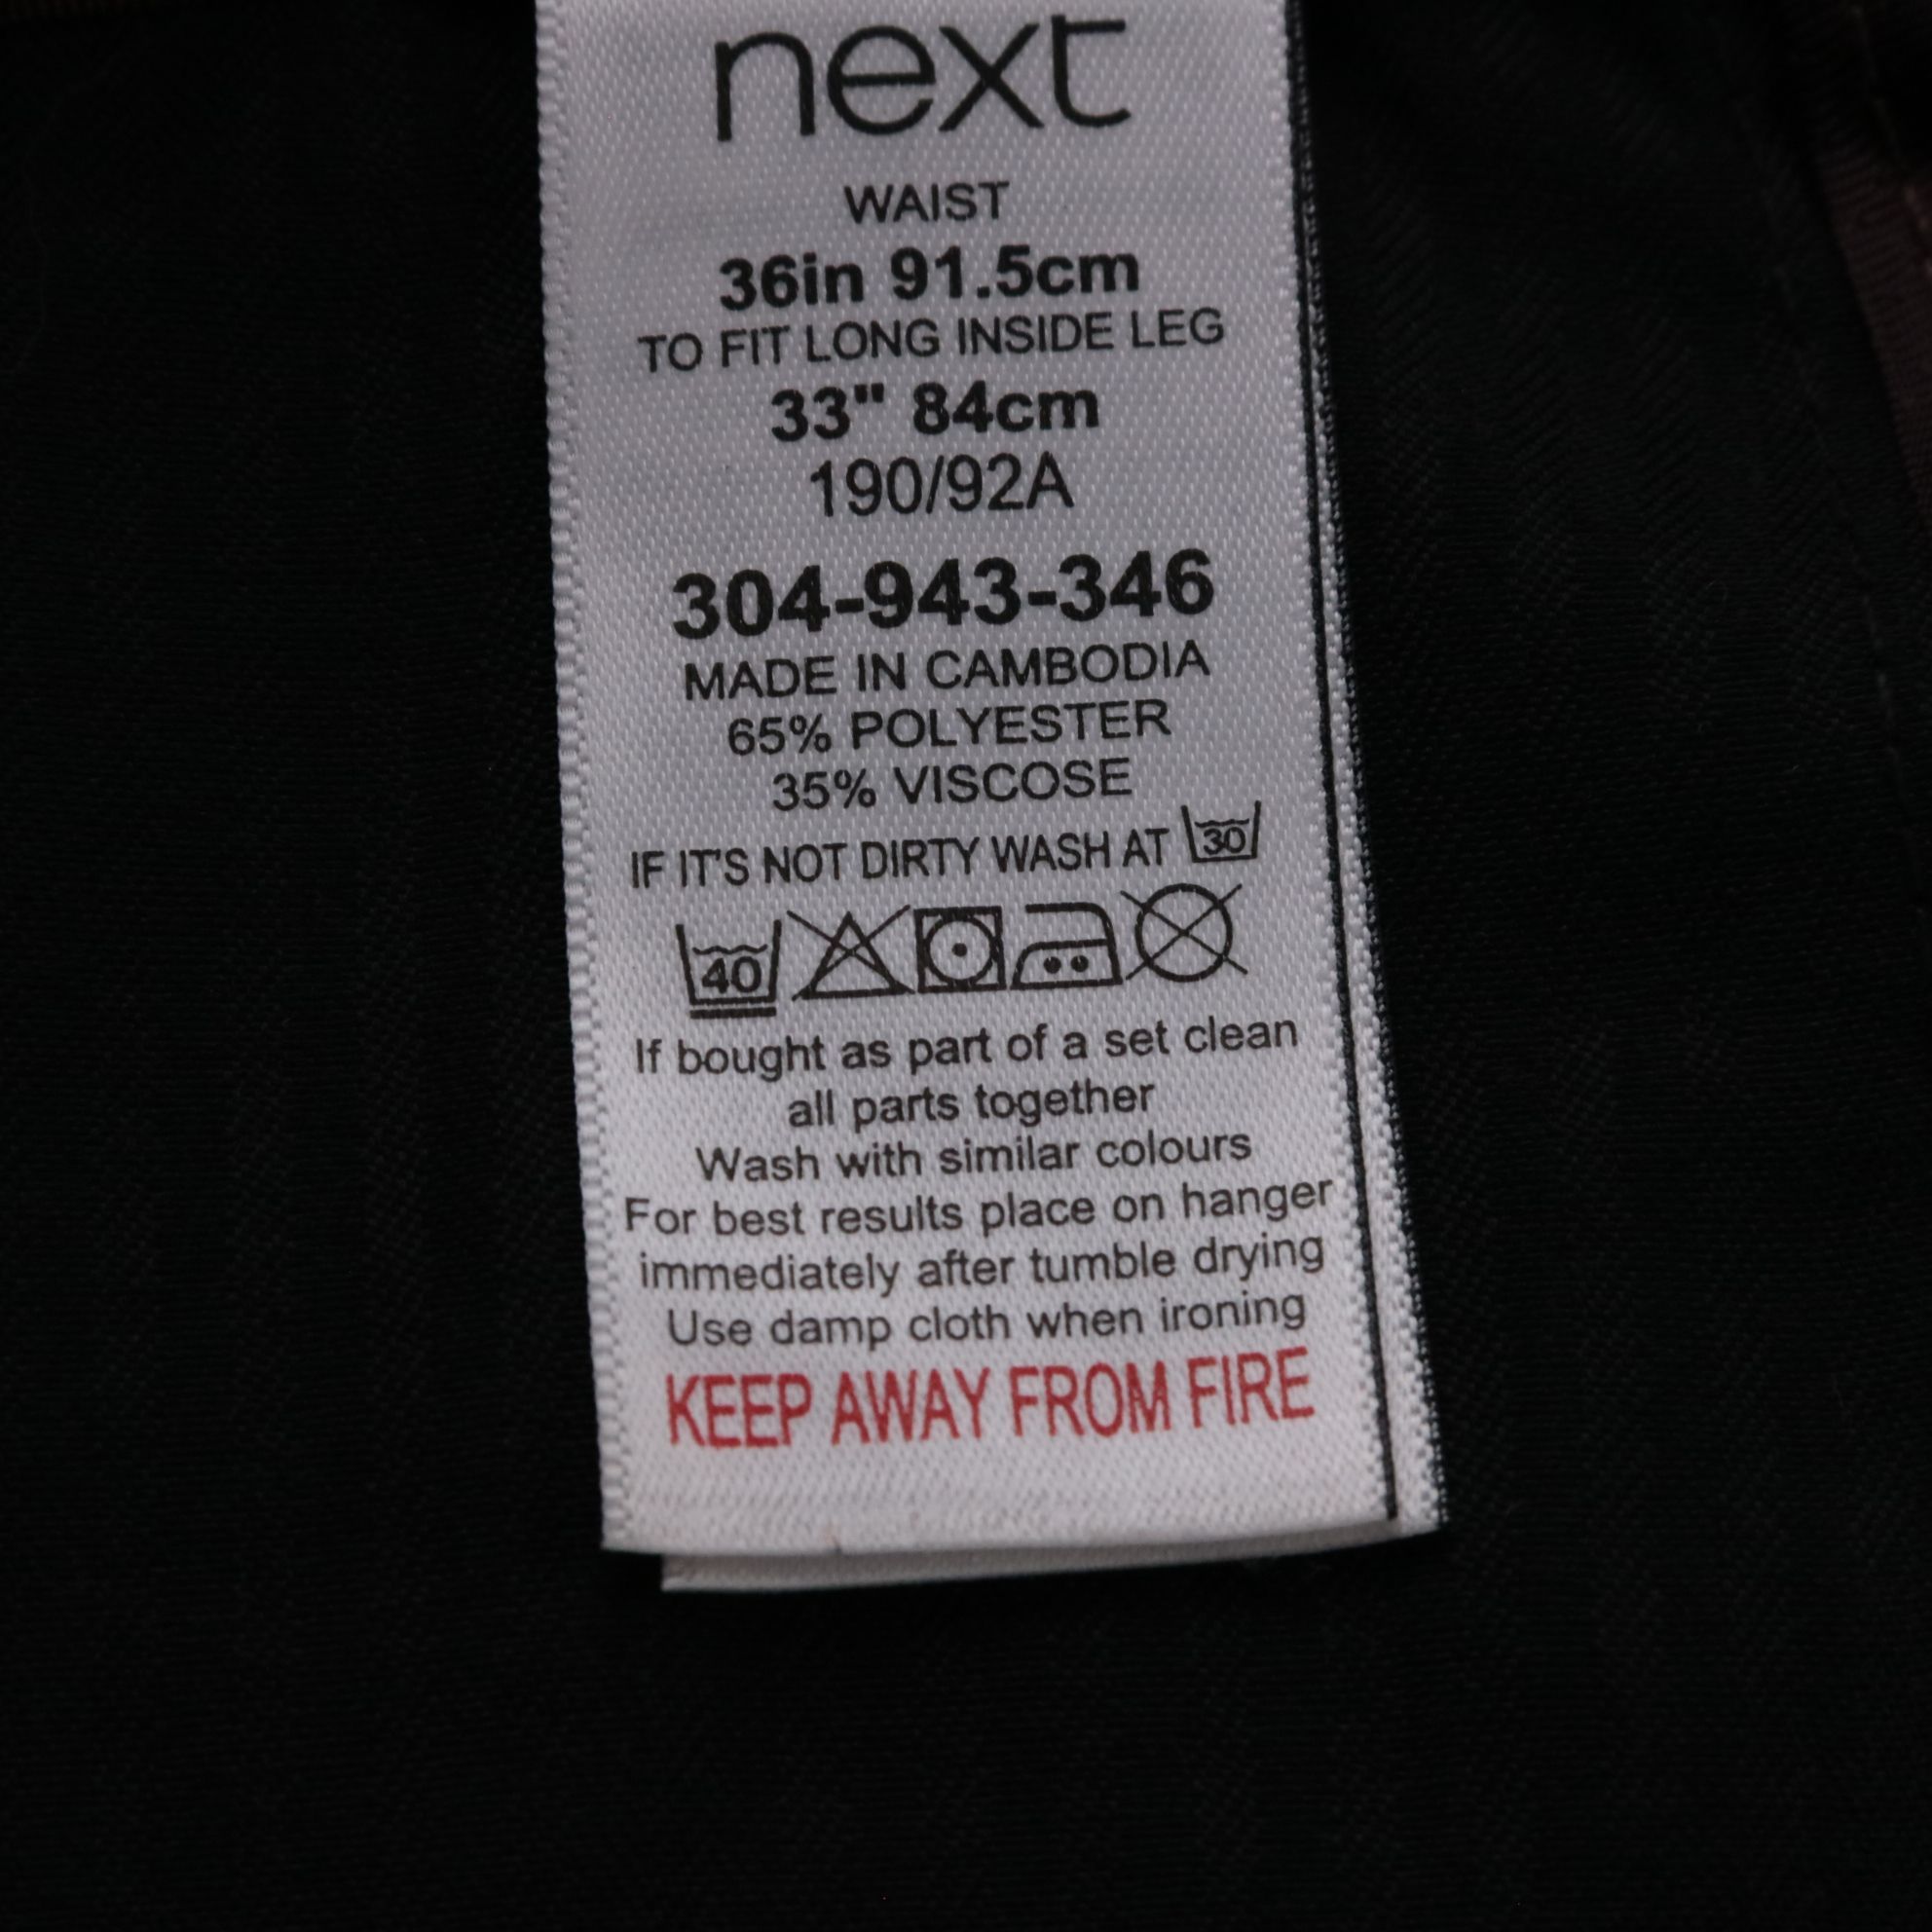 next
WAIST
36in 91.5cm
TO FIT LONG INSIDE LEG
33" 84cm
190/92A
304-943-346
MADE IN CAMBODIA
65% POLYESTER
35% VISCOSE
IF IT'S NOT DIRTY WASH AT 30
40
If bought as part of a set clean
all parts together
Wash with similar colours
For best results place on hanger
immediately after tumble drying
Use damp cloth when ironing
KEEP AWAY FROM FIRE